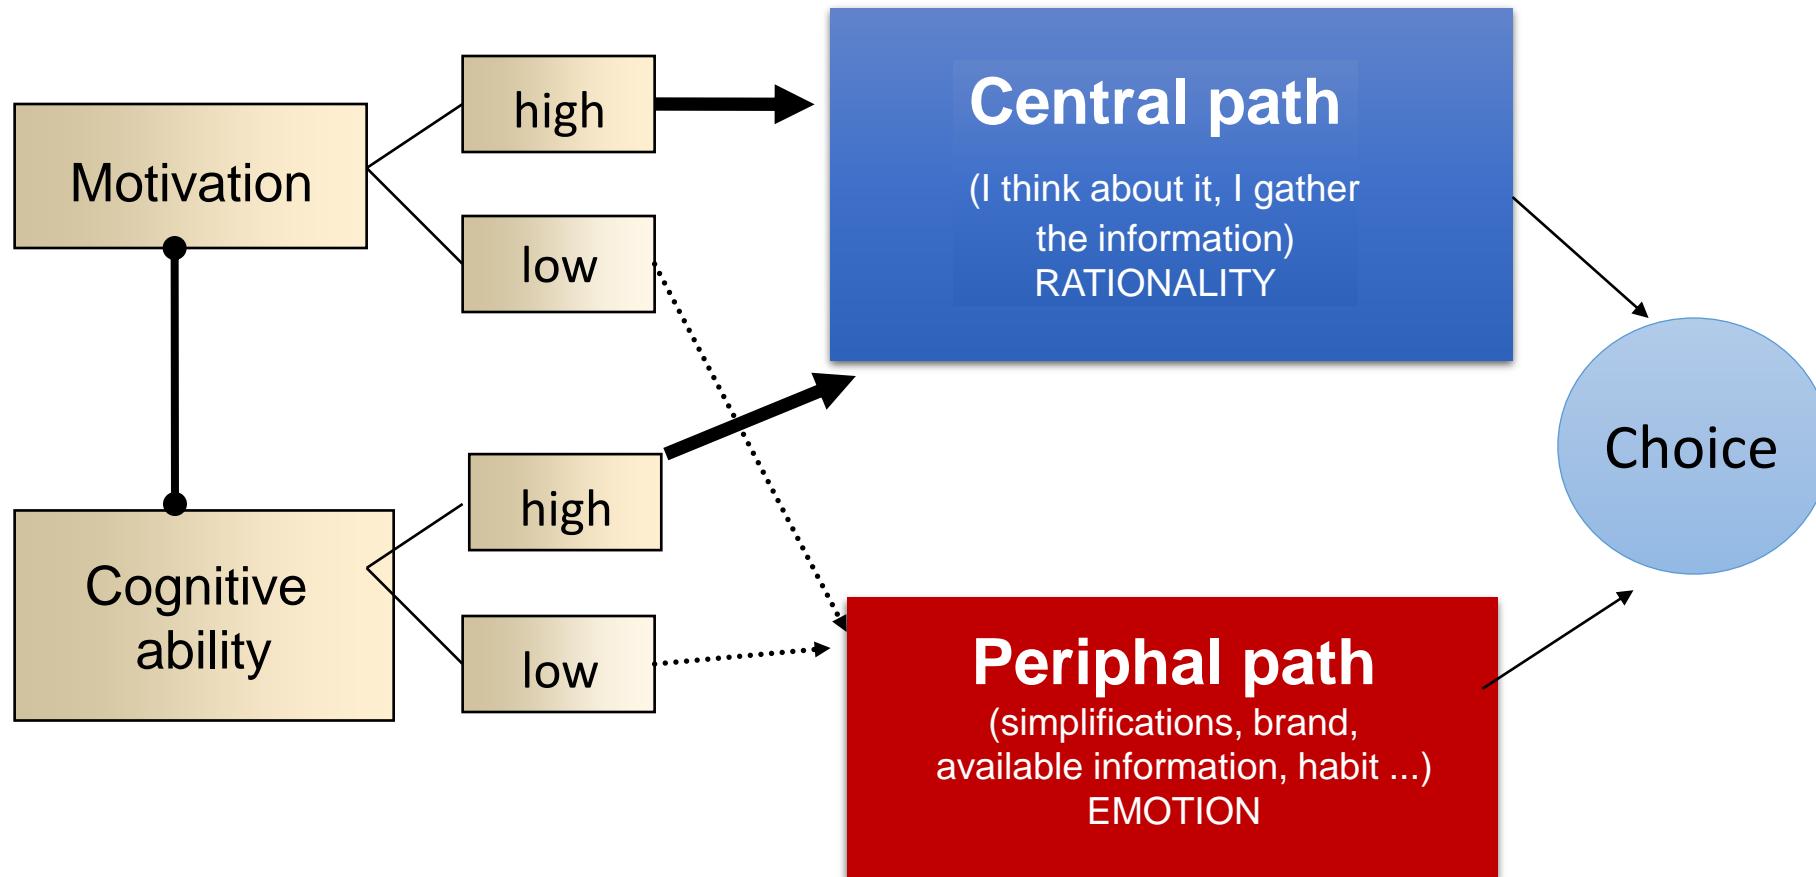 Motivation
high
low
Central path
(I think about it, I gather
the information)
RATIONALITY
Cognitive
ability
high
low
Periphal path
(simplifications, brand,
available information, habit ...)
EMOTION
Choice